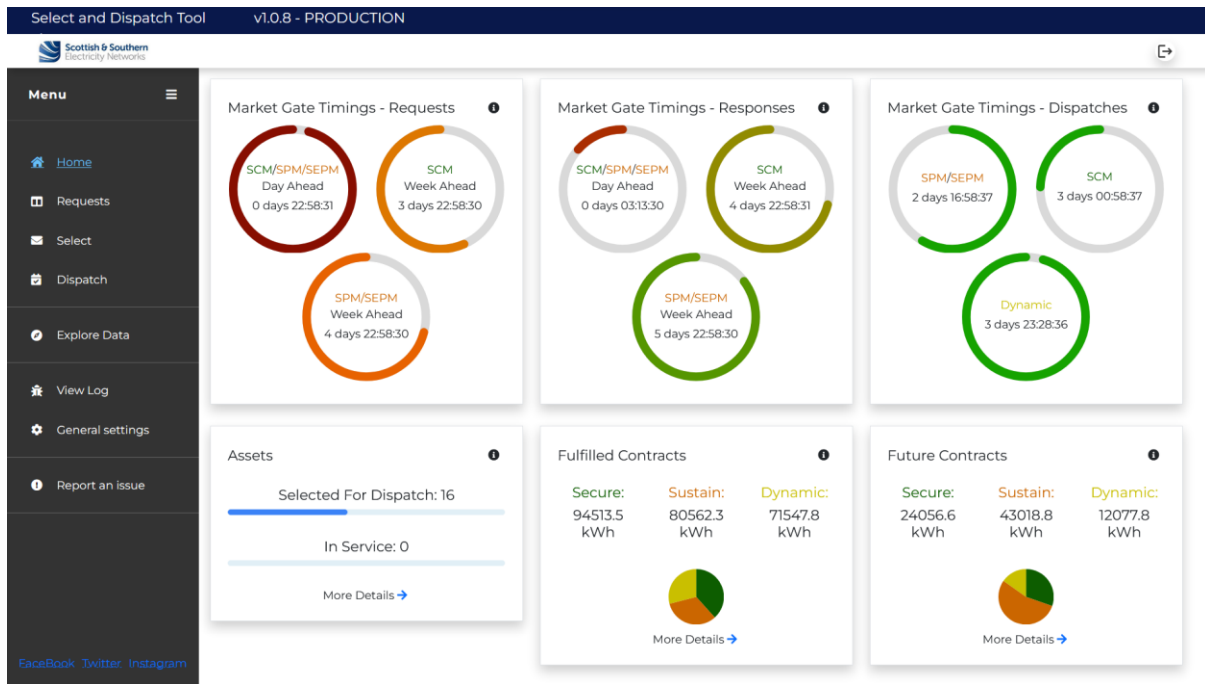 Select and Dispatch Tool v1.0.8 - PRODUCTION
Scottish & Southern
Electricity Networks
Menu
Home
Requests
Select
Dispatch
Explore Data
View Log
General settings
Report an issue
FaceBook Twitter Instagram
Market Gate Timings - Requests
SCM/SPM/SEPM
Day Ahead
0 days 22:58:31
SCM
Week Ahead
3 days 22:58:30
SPM/SEPM
Week Ahead
4 days 22:58:30
Market Gate Timings - Responses
SCM/SPM/SEPM
Day Ahead
0 days 03:13:30
SCM
Week Ahead
4 days 22:58:31
SPM/SEPM
Week Ahead
5 days 22:58:30
Market Gate Timings - Dispatches
SPM/SEPM
2 days 16:58:37
SCM
3 days 00:58:37
Dynamic
3 days 23:28:36
Assets
Selected For Dispatch: 16
In Service: 0
More Details
Fulfilled Contracts
Secure: Sustain: Dynamic:
94513.5 80562.3 71547.8
kWh kWh kWh
More Details
Future Contracts
Secure: Sustain: Dynamic:
24056.6 43018.8 12077.8
kWh kWh kWh
More Details